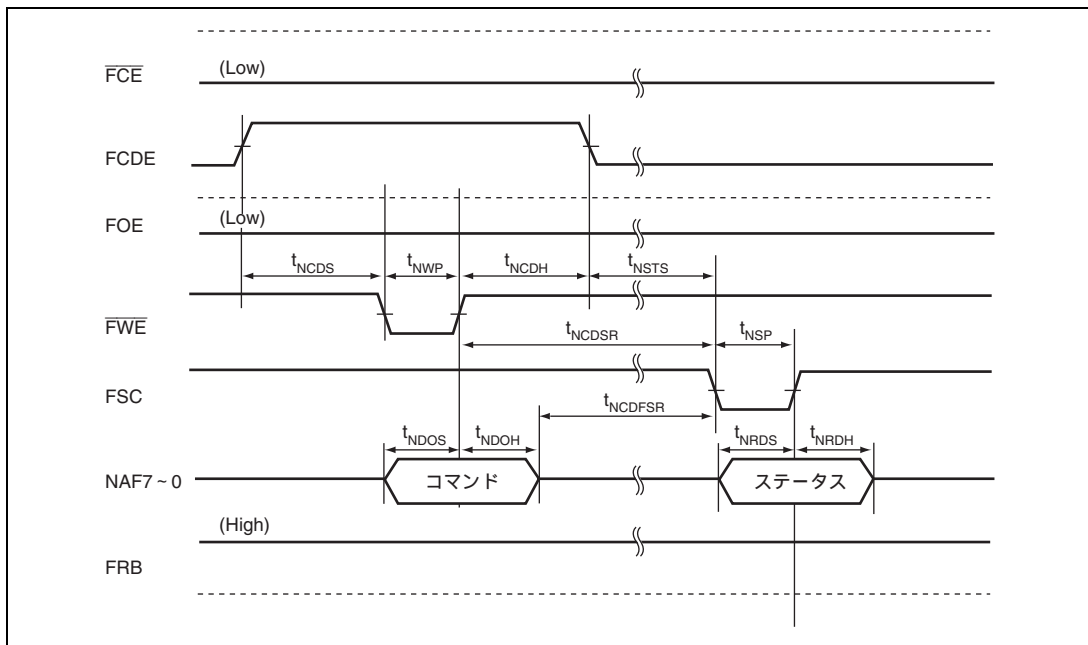 FCE (Low)
FCDE
FOE (Low)
tNCDS tNWP tNCDH tNSTS
FWE
tNCDSR tNSP
FSC
tNCDFSR
tNDOS tNDOH tNRDS tNRDH
NAF7~0 コマンド ステータス
(High)
FRB